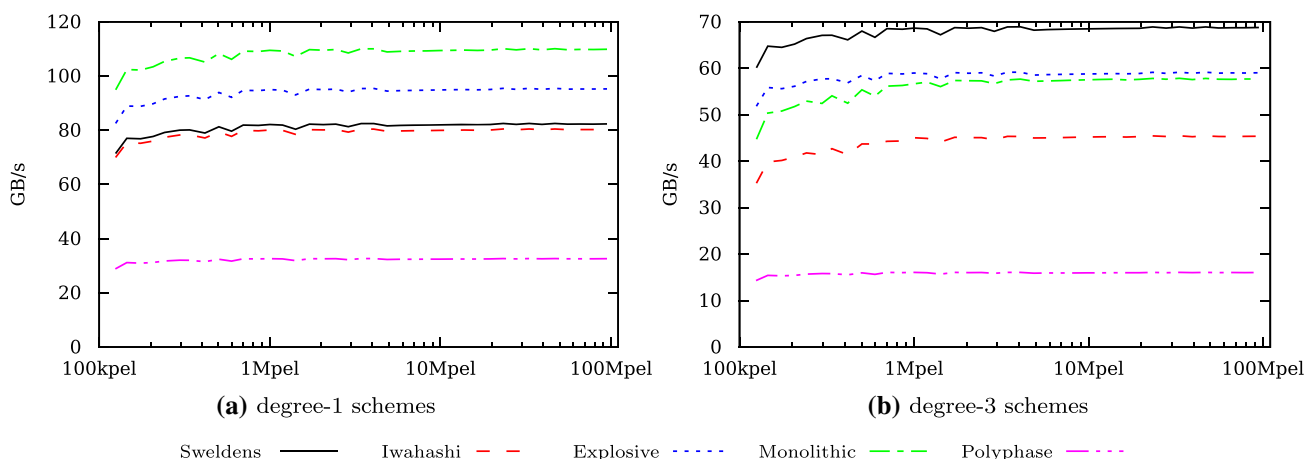 120
100
80
60
40
20
0
GB/s
100kpel 1Mpel 10Mpel 100Mpel
(a) degree-1 schemes
70
60
50
40
30
20
10
0
GB/s
100kpel 1Mpel 10Mpel 100Mpel
(b) degree-3 schemes
Sweldens Iwahashi Explosive Monolithic Polyphase